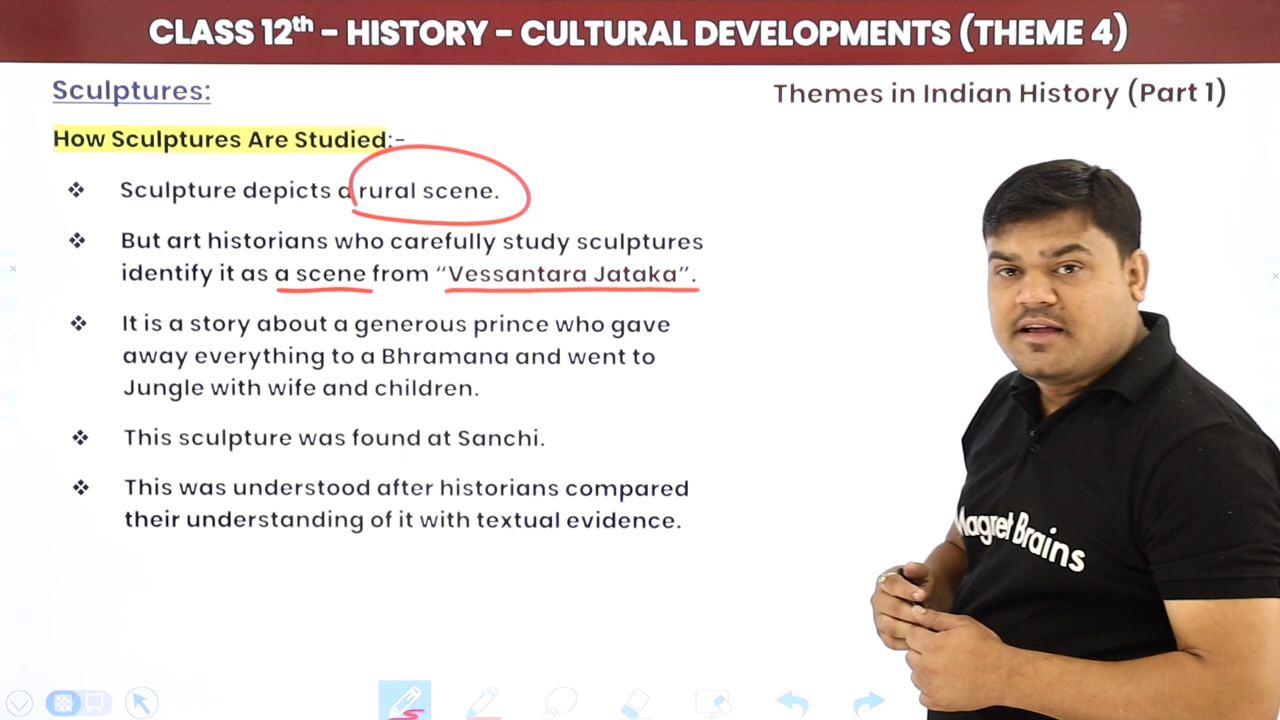 CLASS 12th - HISTORY - CULTURAL DEVELOPMENTS (THEME 4)
Sculptures:
Themes in Indian History (Part 1)
How Sculptures Are Studied:-
❖ Sculpture depicts a rural scene.
❖ But art historians who carefully study sculptures
identify it as a scene from “Vessantara Jataka”.
❖ It is a story about a generous prince who gave
away everything to a Bhramana and went to
Jungle with wife and children.
❖ This sculpture was found at Sanchi.
❖ This was understood after historians compared
their understanding of it with textual evidence.
Magnet Brains